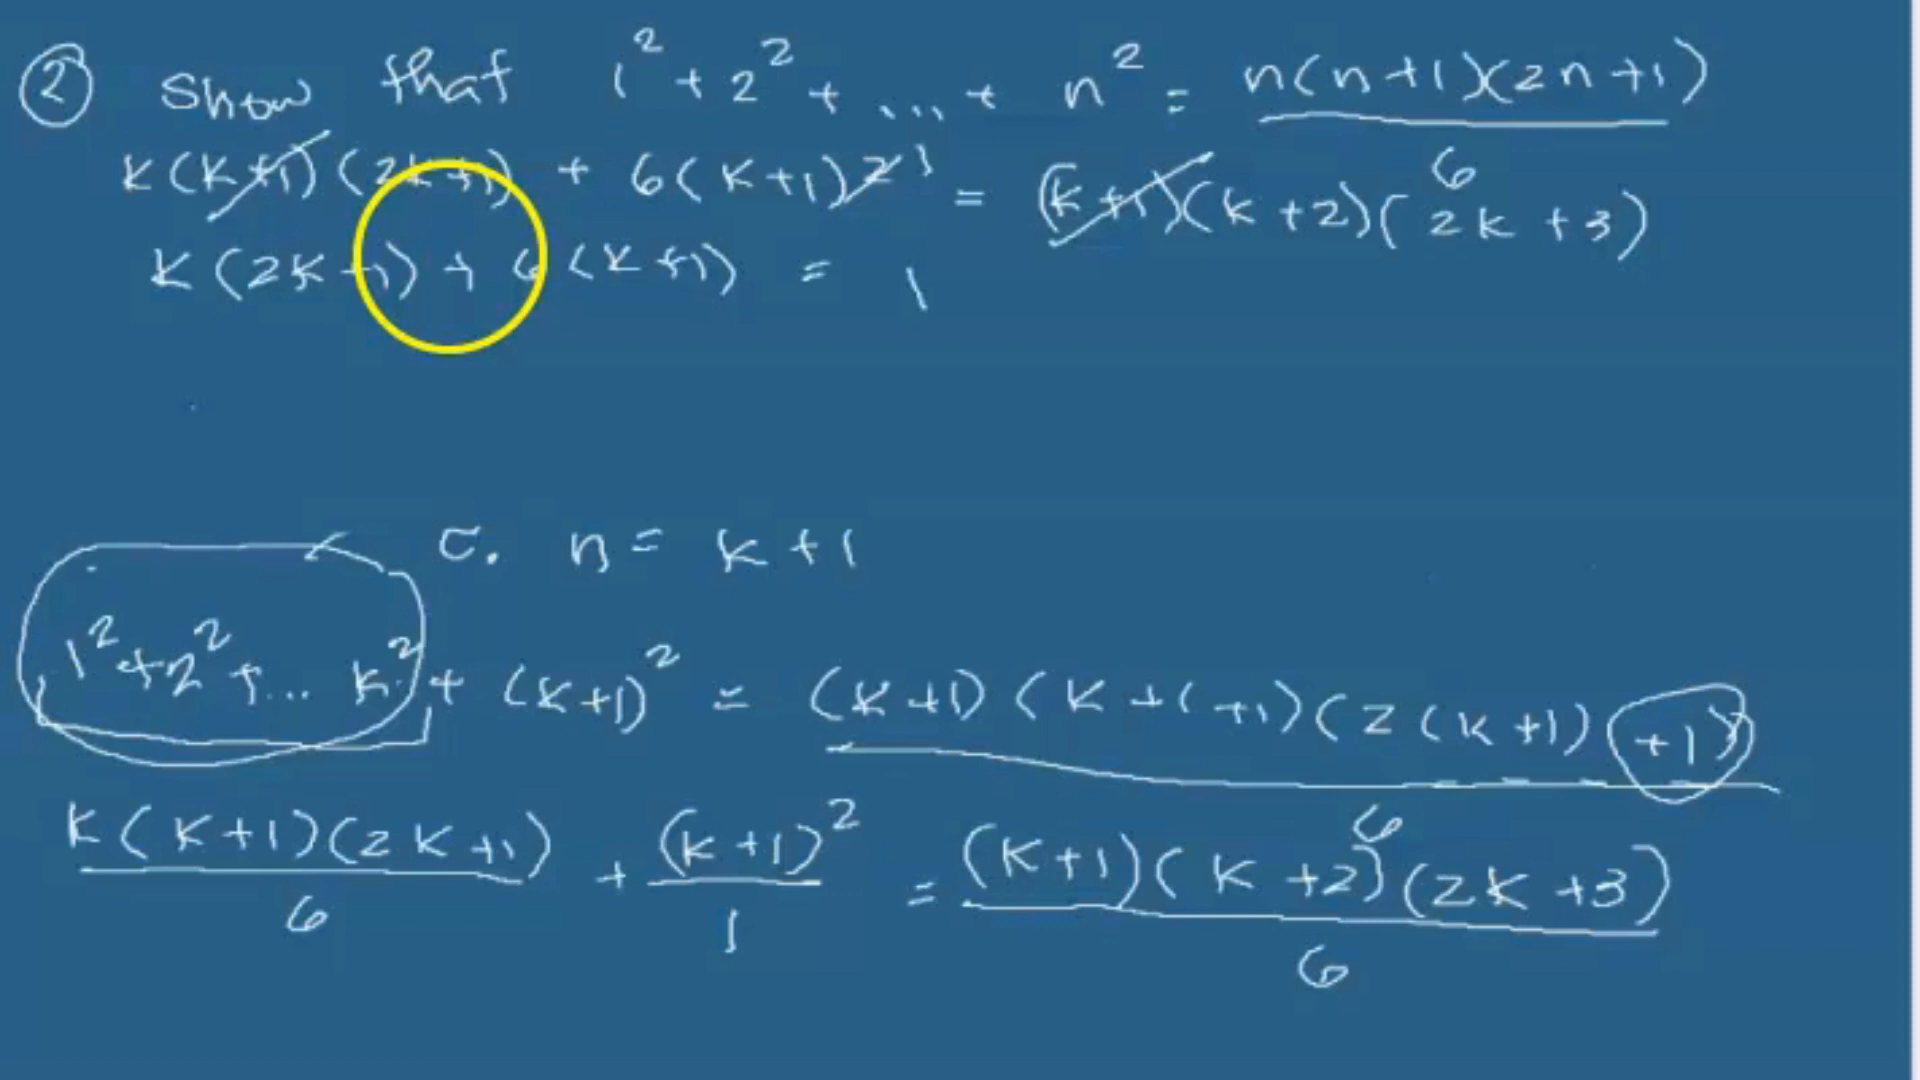 ② Show that 1² + 2² + ... + n² = n(n+1)(2n+1)
6
k(k+1)(2k+1) + 6(k+1)2 1 = (k+1)(k+2)(2k+3)
k(2k+1) + 6(k+1) = 1
c. n = k+1
1² + 2² + ... k² + (k+1)² = (k+1)(k+1+1)(2(k+1)+1)
6
k(k+1)(2k+1) + (k+1)² = (k+1)(k+2)(2k+3)
6 1 6